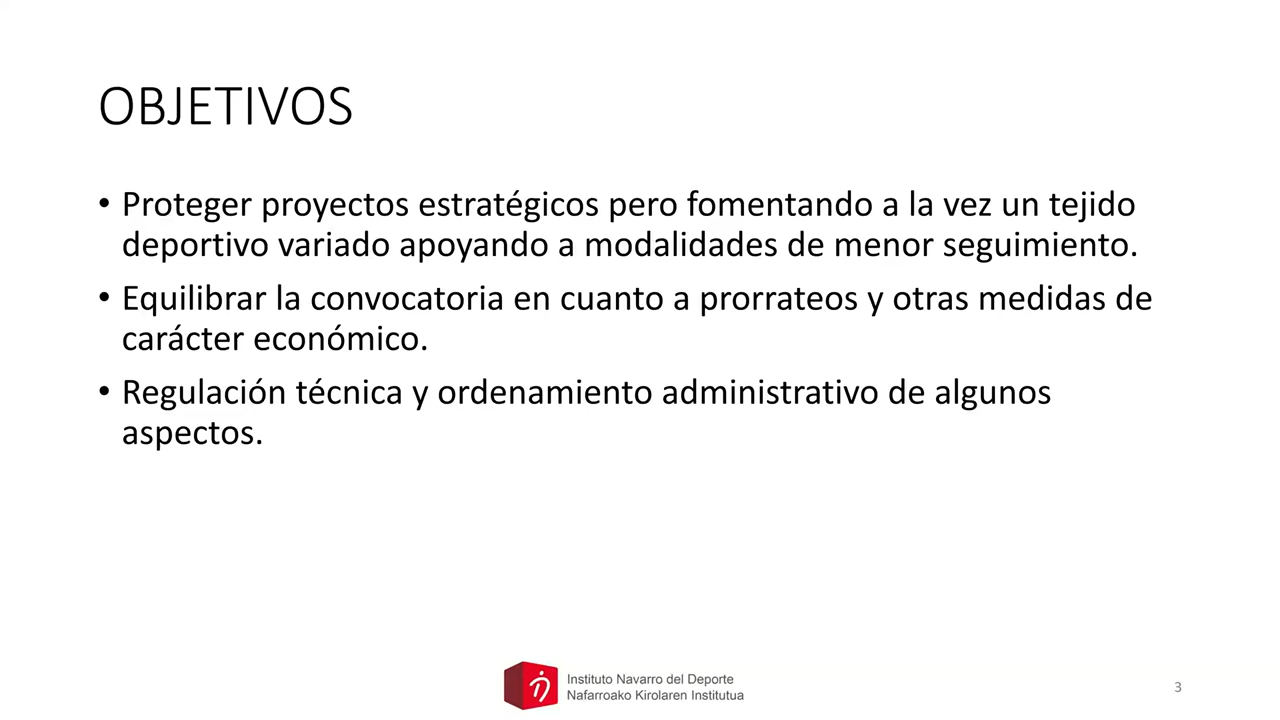 OBJETIVOS
• Proteger proyectos estratégicos pero fomentando a la vez un tejido
deportivo variado apoyando a modalidades de menor seguimiento.
• Equilibrar la convocatoria en cuanto a prorrateos y otras medidas de
carácter económico.
• Regulación técnica y ordenamiento administrativo de algunos
aspectos.
Instituto Navarro del Deporte
Nafarroako Kirolaren Institutua
3